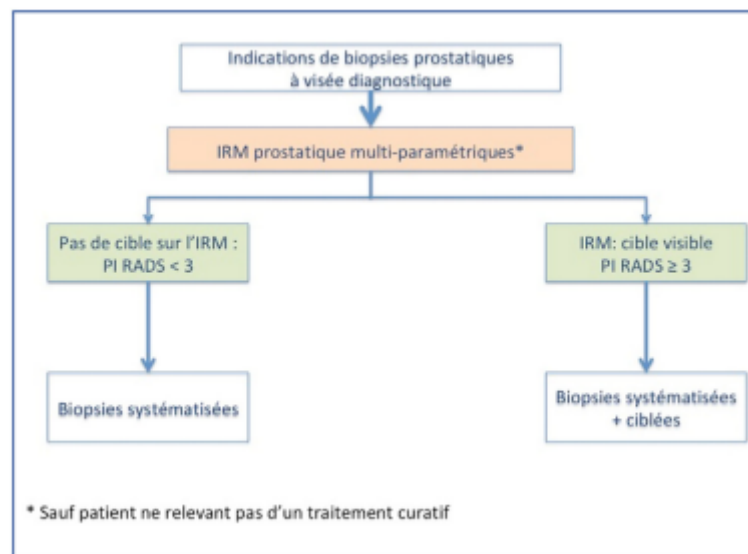 Indications de biopsies prostatiques
à visée diagnostique
IRM prostatique multi-paramétriques*
Pas de cible sur l'IRM :
PI RADS < 3
IRM: cible visible
PI RADS ≥ 3
Biopsies systématisées
Biopsies systématisées
+ ciblées
* Sauf patient ne relevant pas d'un traitement curatif